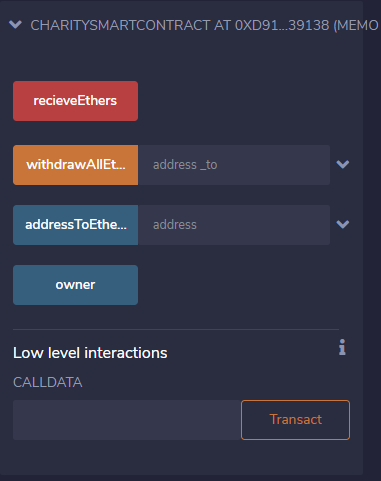 CHARITYSMARTCONTRACT AT 0XD91...39138 (MEMO
recieveEthers
withdrawAllEt... address _to
addressToEthe... address
owner
Low level interactions i
CALLDATA
Transact